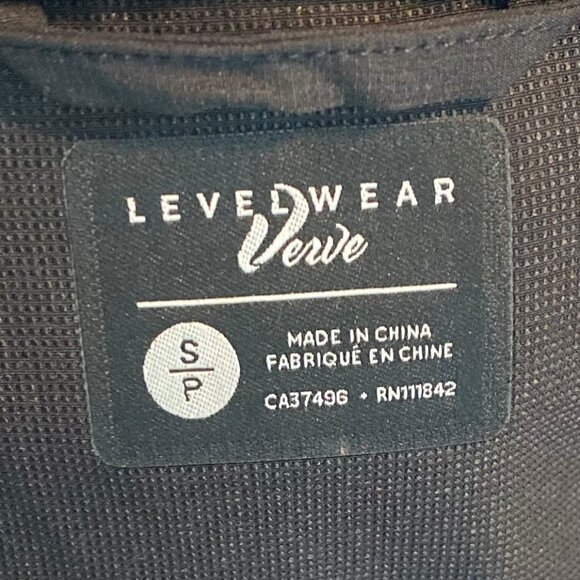 LEVELWEAR
Verve
S
P
MADE IN CHINA
FABRIQUÉ EN CHINE
CA37496 • RN111842